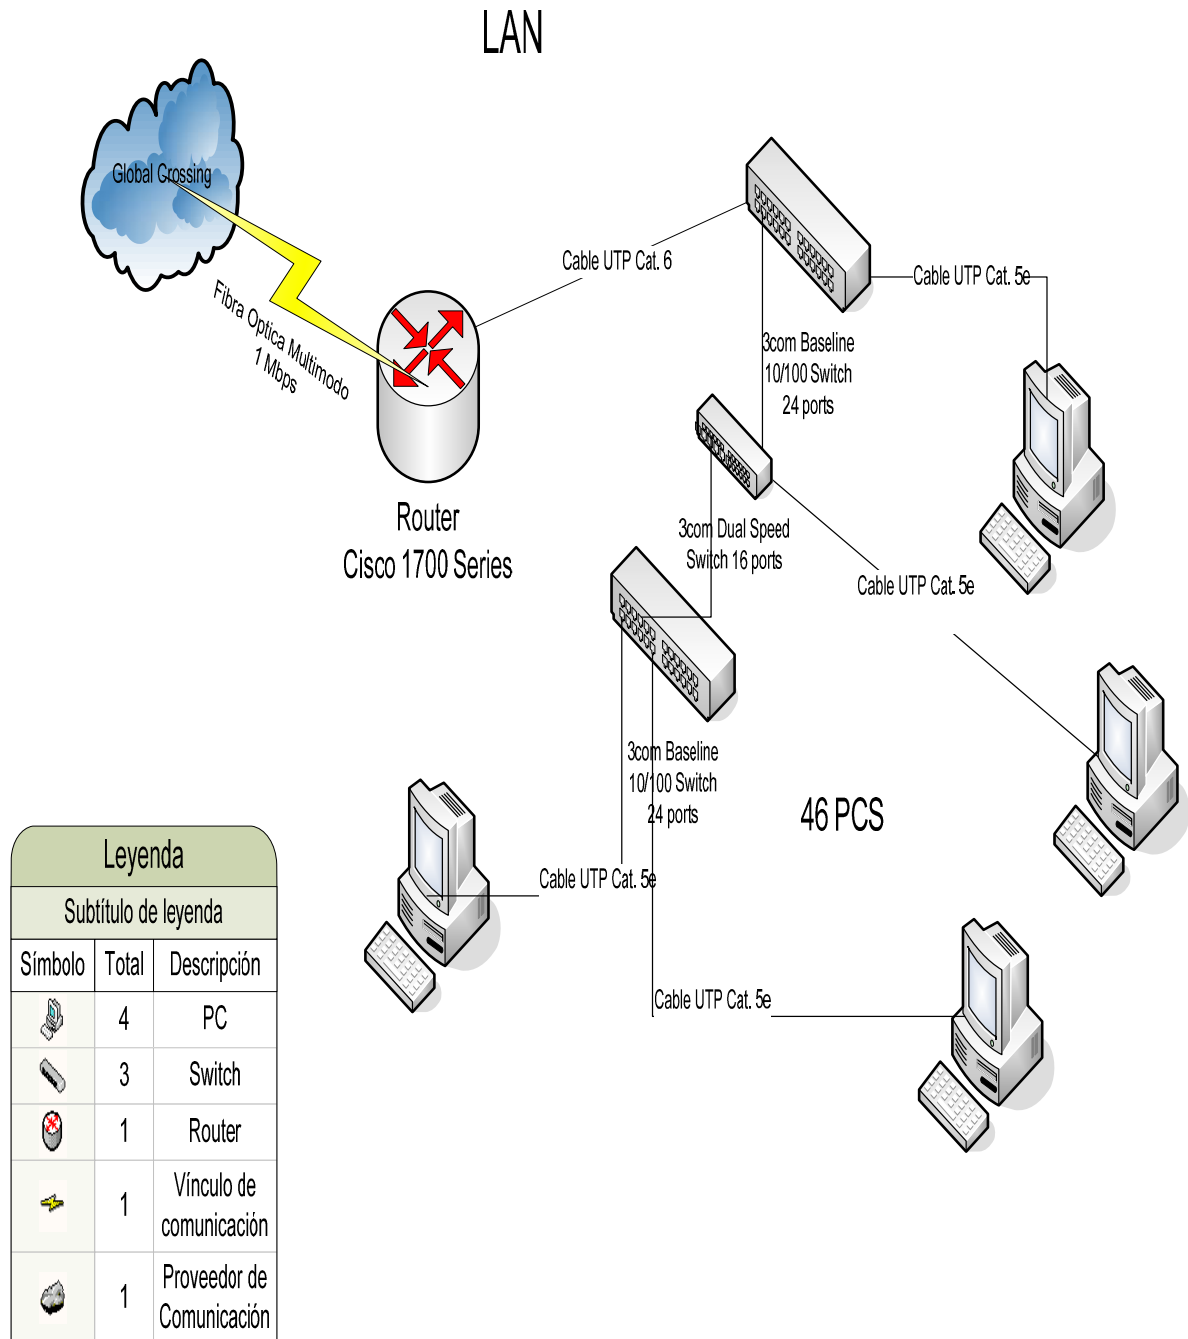 LAN
Global Crossing
Fibra Optica Multimodo
1 Mbps
Cable UTP Cat. 6
Cable UTP Cat. 5e
3com Baseline
10/100 Switch
24 ports
Router
Cisco 1700 Series
3com Dual Speed
Switch 16 ports
Cable UTP Cat. 5e
3com Baseline
10/100 Switch
24 ports
46 PCS
Cable UTP Cat. 5e
Cable UTP Cat. 5e
Leyenda
Subtítulo de leyenda
Símbolo Total Descripción
4 PC
3 Switch
1 Router
1 Vínculo de
comunicación
1 Proveedor de
Comunicación